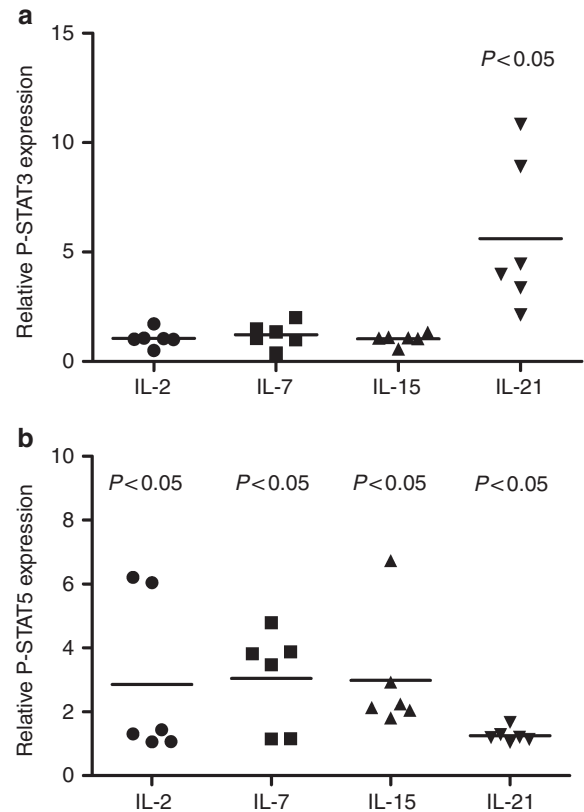 a
Relative P-STAT3 expression
15
10
5
0
P<0.05
IL-2 IL-7 IL-15 IL-21
b
Relative P-STAT5 expression
10
8
6
4
2
0
P<0.05 P<0.05 P<0.05 P<0.05
IL-2 IL-7 IL-15 IL-21